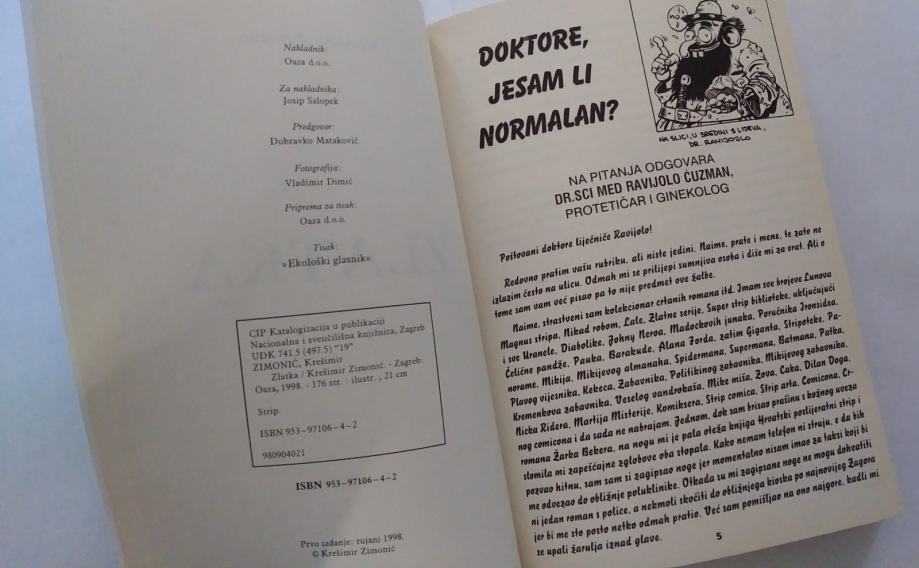 Nakladnik
Oaza d.o.o.
Za nakladnika:
Josip Salopek
Predgovor:
Dubravko Mataković
Fotografija:
Vladimir Dimić
Priprema za tisak:
Oaza d.o.o.
Tisak:
»Ekološki glasnik«
CIP Katalogizacija u publikaciji
Nacionalna i sveučilišna knjižnica, Zagreb
UDK 741.5 (497.5) "19"
ZIMONIĆ, Krešimir
Zlatka / Krešimir Zimonić. - Zagreb:
Oaza, 1998. - 176 str. : ilustr. ; 21 cm
Strip.
ISBN 953-97106-4-2
980904021
ISBN 953-97106-4-2
Prvo izdanje: rujanj 1998.
© Krešimir Zimonić
DOKTORE,
JESAM LI
NORMALAN?
NA SLICI, U SREDINI S LIJEVA,
DR. RAVIJOJLO
NA PITANJA ODGOVARA
DR.SCI MED RAVIJOLO ĆUZMAN,
PROTETIČAR I GINEKOLOG
Poštovani doktore liječniče Ravijolo!
Redovno pratim vašu rubriku, ali niste jedini. Naime, prate i mene, te zato ne
izlazim često na ulicu. Odmah mi se prilijepi sumnjiva osoba i diše mi za vrat. Ali o
tome sam vam već pisao pa to nije predmet ove žalbe.
Naime, strastveni sam kolekcionar crtanih romana itd. Imam sve brojeve Lunova
Magnus stripa, Nikad robom, Lale, Zlatne serije, Super strip biblioteke, uključujući
i sve Uranele, Diabolike, Johny Neroa, Madockovih junaka, Poručnika Ironsidea,
Čelične pandže, Pauka, Barakude, Alana Forda, zatim Giganta, Stripoteke, Pa-
norame, Mikija, Mikijevog almanaha, Spidermana, Supermana, Batmana, Patka,
Plavog vijesnika, Kekeca, Zabavnika, Politikinog zabavnika, Mikijevog zabavnika,
Kremenkova zabavnika, Veselog vandrokaša, Mike miša, Zova, Caka, Dilan Doga,
Nicka Ridera, Martija Misterije, Komiksera, Strip comica, Strip arta, Comicona, Cr-
nog comicona i da sada ne nabrajam. Jednom, dok sam brisao prašinu s kožnog uveza
romana Žarka Bekera, na nogu mi je pala oteža knjiga Hrvatski poslijeratni strip i
slomila mi zapešćajne zglobove oba stopala. Kako nemam telefon ni struju, e da bih
pozvao hitnu, sam sam si zagipsao noge jer momentalno nisam imao za taksi koji bi
me odvezao do obližnje poluklinike. Otkada su mi zagipsane noge ne mogu dohvatiti
ni jedan roman s police, a nekmoli skočiti do obližnjega kioska po najnovijeg Zagora
jer bi me sto posto netko odmah pratio. Već sam pomišljao na ono najgore, kadli mi
se upali žarulja iznad glave.
5